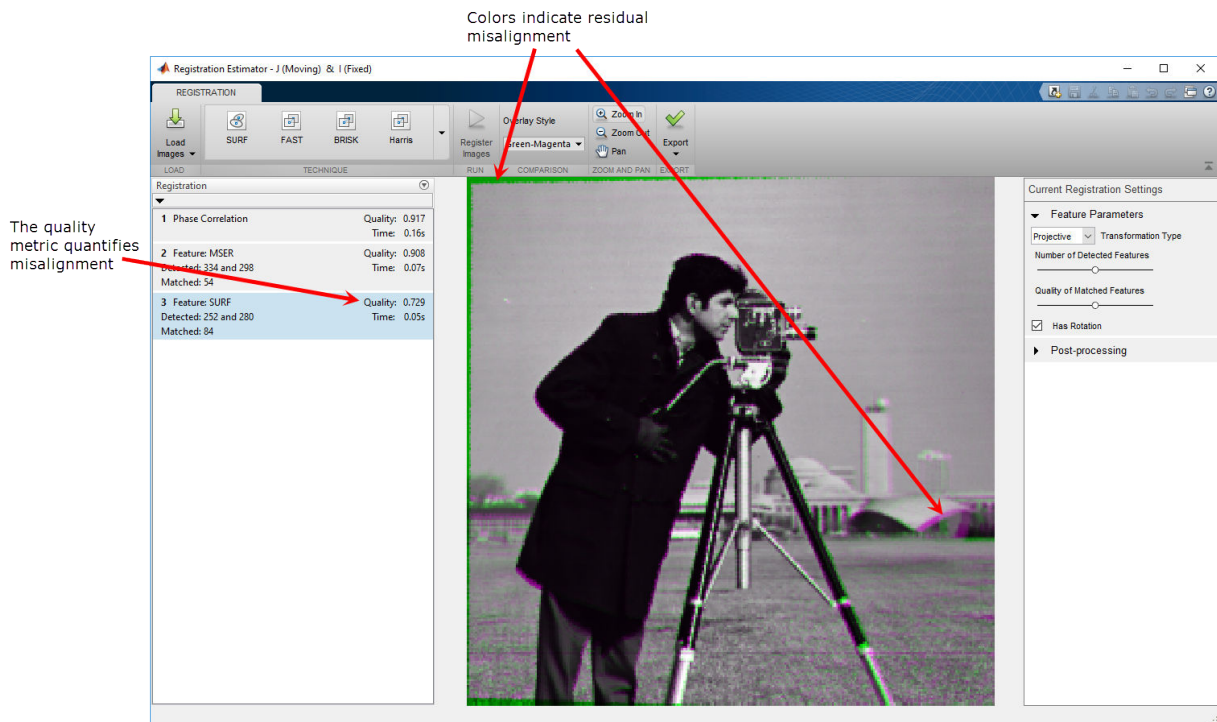 Colors indicate residual
misalignment
Registration Estimator - J (Moving) & I (Fixed)
REGISTRATION
Load
Images
SURF
FAST
BRISK
Harris
Register
Images
Overlay Style
Green-Magenta
Zoom In
Zoom Out
Pan
Export
LOAD
TECHNIQUE
RUN
COMPARISON
ZOOM AND PAN
EXPORT
Registration
1 Phase Correlation Quality: 0.917
Time: 0.16s
2 Feature: MSER Quality: 0.908
Detected: 334 and 298 Time: 0.07s
Matched: 54
3 Feature: SURF Quality: 0.729
Detected: 252 and 280 Time: 0.05s
Matched: 84
The quality
metric quantifies
misalignment
Current Registration Settings
Feature Parameters
Projective Transformation Type
Number of Detected Features
Quality of Matched Features
Has Rotation
Post-processing